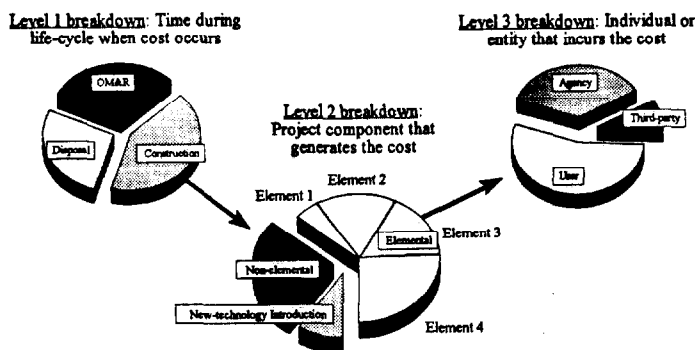 Level 1 breakdown: Time during
life-cycle when cost occurs
OM&R
Disposal
Construction
Level 2 breakdown:
Project component that
generates the cost
Element 1
Element 2
Elemental
Element 3
Non-elemental
New-technology Introduction
Element 4
Level 3 breakdown: Individual or
entity that incurs the cost
Agency
Third-party
User